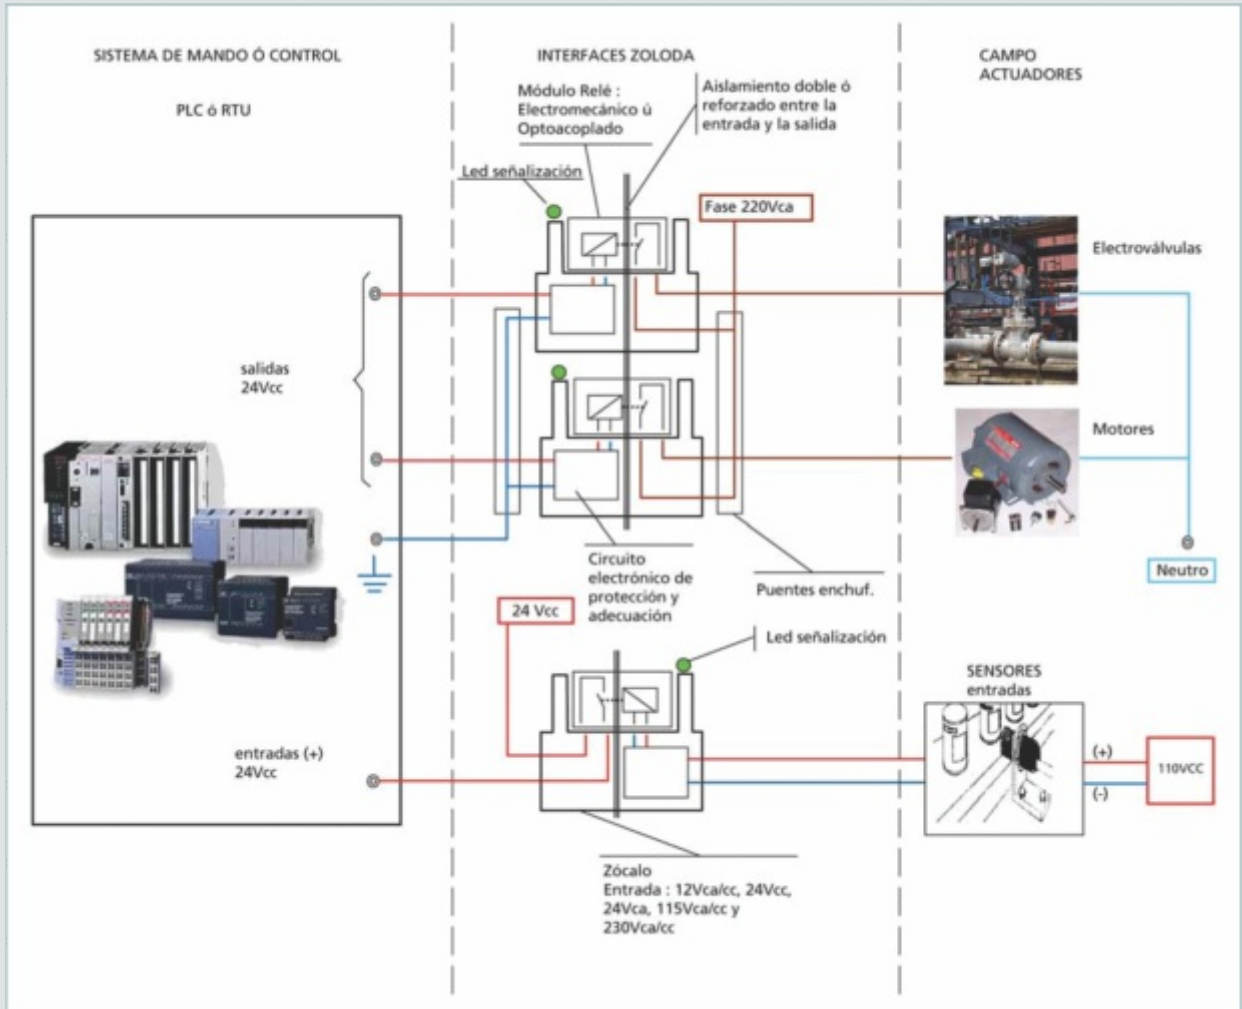 SISTEMA DE MANDO Ó CONTROL
PLC ó RTU
INTERFACES ZOLODA
Módulo Relé :
Electromecánico ú
Optoacoplado
Aislamiento doble ó
reforzado entre la
entrada y la salida
Led señalización
Fase 220Vca
CAMPO
ACTUADORES
Electroválvulas
salidas
24Vcc
Motores
Neutro
Circuito
electrónico de
protección y
adecuación
Puentes enchuf.
24 Vcc
Led señalización
SENSORES
entradas
entradas (+)
24Vcc
(+)
(-)
110VCC
Zócalo
Entrada : 12Vca/cc, 24Vcc,
24Vca, 115Vca/cc y
230Vca/cc